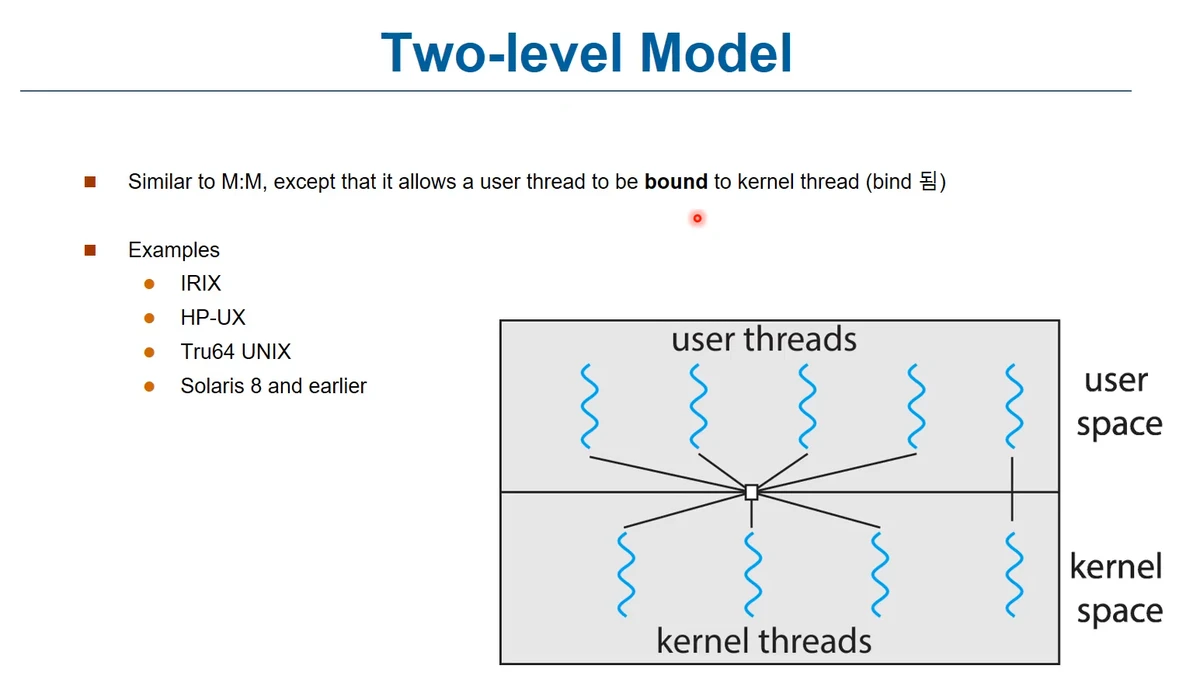 Two-level Model
Similar to M:M, except that it allows a user thread to be bound to kernel thread (bind 됨)
Examples
IRIX
HP-UX
Tru64 UNIX
Solaris 8 and earlier
user threads
user
space
kernel
space
kernel threads